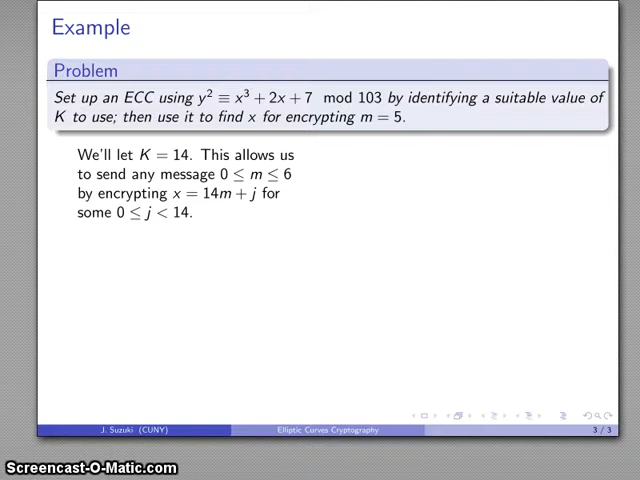 Example
Problem
Set up an ECC using y² ≡ x³ + 2x + 7 mod 103 by identifying a suitable value of
K to use; then use it to find x for encrypting m = 5.
We'll let K = 14. This allows us
to send any message 0 ≤ m ≤ 6
by encrypting x = 14m + j for
some 0 ≤ j < 14.
J. Suzuki (CUNY) Elliptic Curves Cryptography 3 / 3
Screencast-O-Matic.com